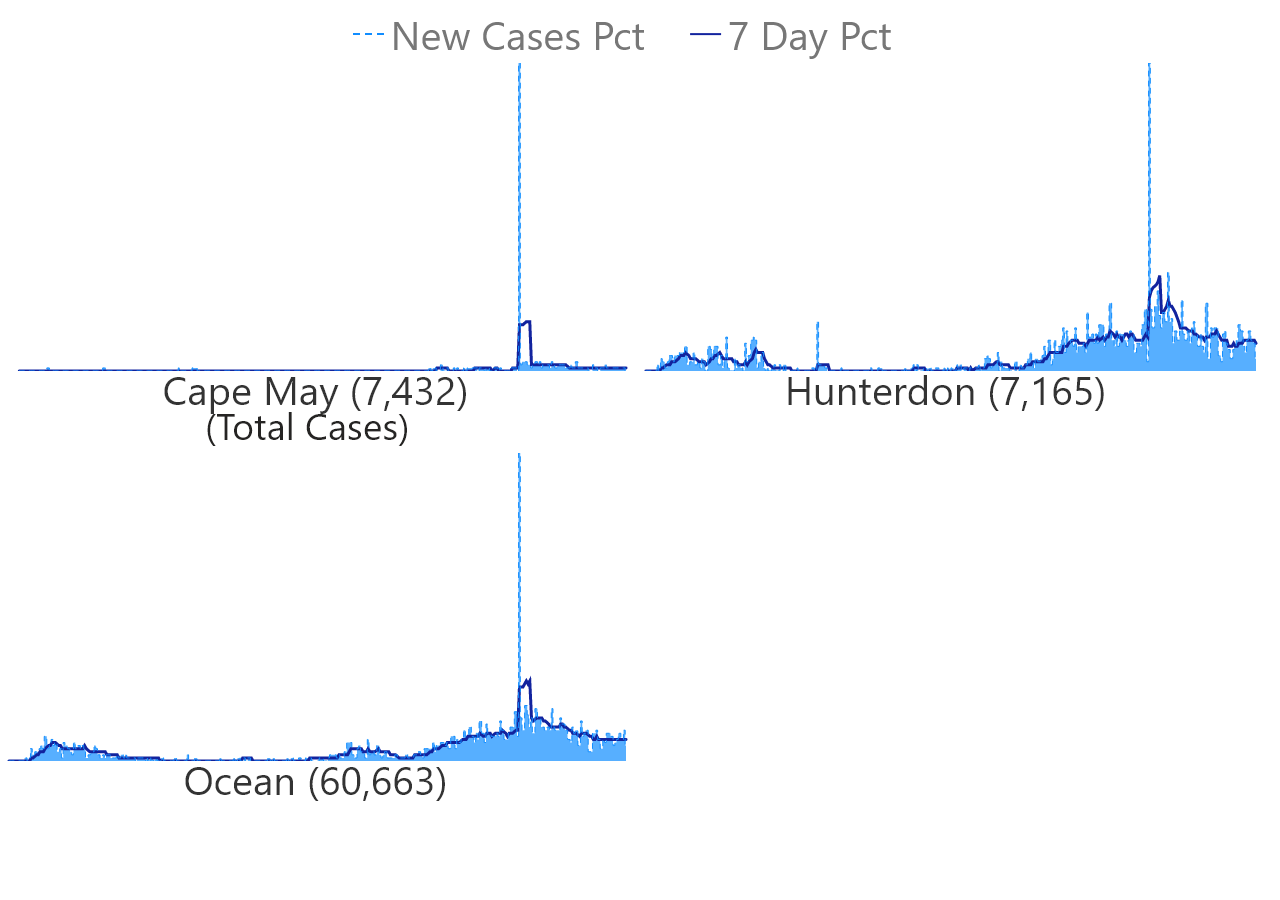 New Cases Pct 7 Day Pct
Cape May (7,432)
(Total Cases)
Hunterdon (7,165)
Ocean (60,663)